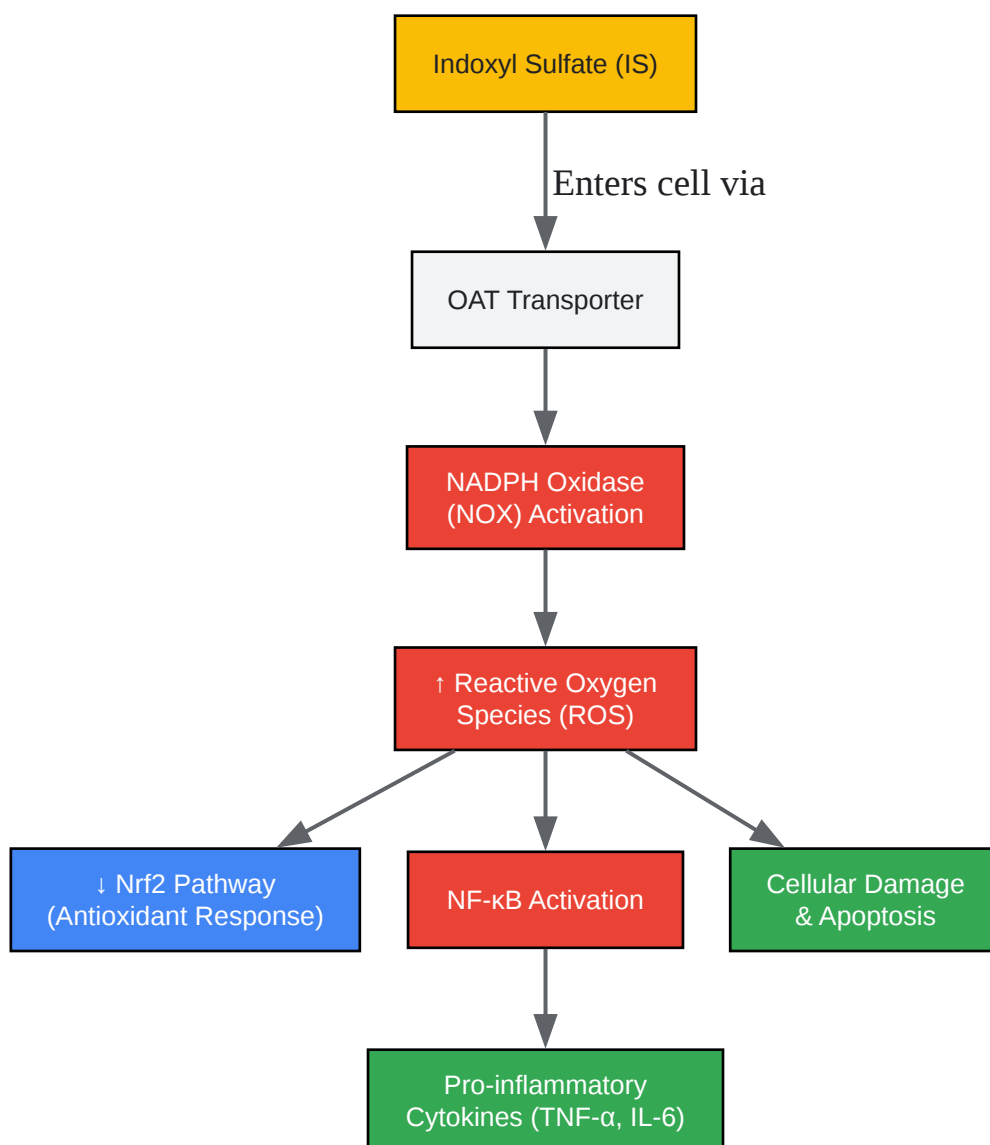 Indoxyl Sulfate (IS)
Enters cell via
OAT Transporter
NADPH Oxidase
(NOX) Activation
↑ Reactive Oxygen
Species (ROS)
↓ Nrf2 Pathway
(Antioxidant Response)
NF-κB Activation
Cellular Damage
& Apoptosis
Pro-inflammatory
Cytokines (TNF-α, IL-6)